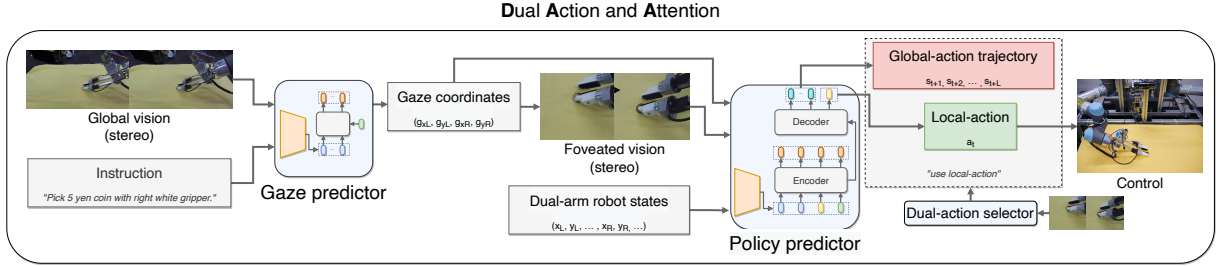 Dual Action and Attention
Global vision
(stereo)
Instruction
"Pick 5 yen coin with right white gripper."
Gaze predictor
Gaze coordinates
(gxL, gyL, gxR, gyR)
Foveated vision
(stereo)
Dual-arm robot states
(xL, yL, ... , xR, yR, ...)
Decoder
Encoder
Policy predictor
Global-action trajectory
st+1, st+2, ... , st+L
Local-action
at
"use local-action"
Dual-action selector
Control